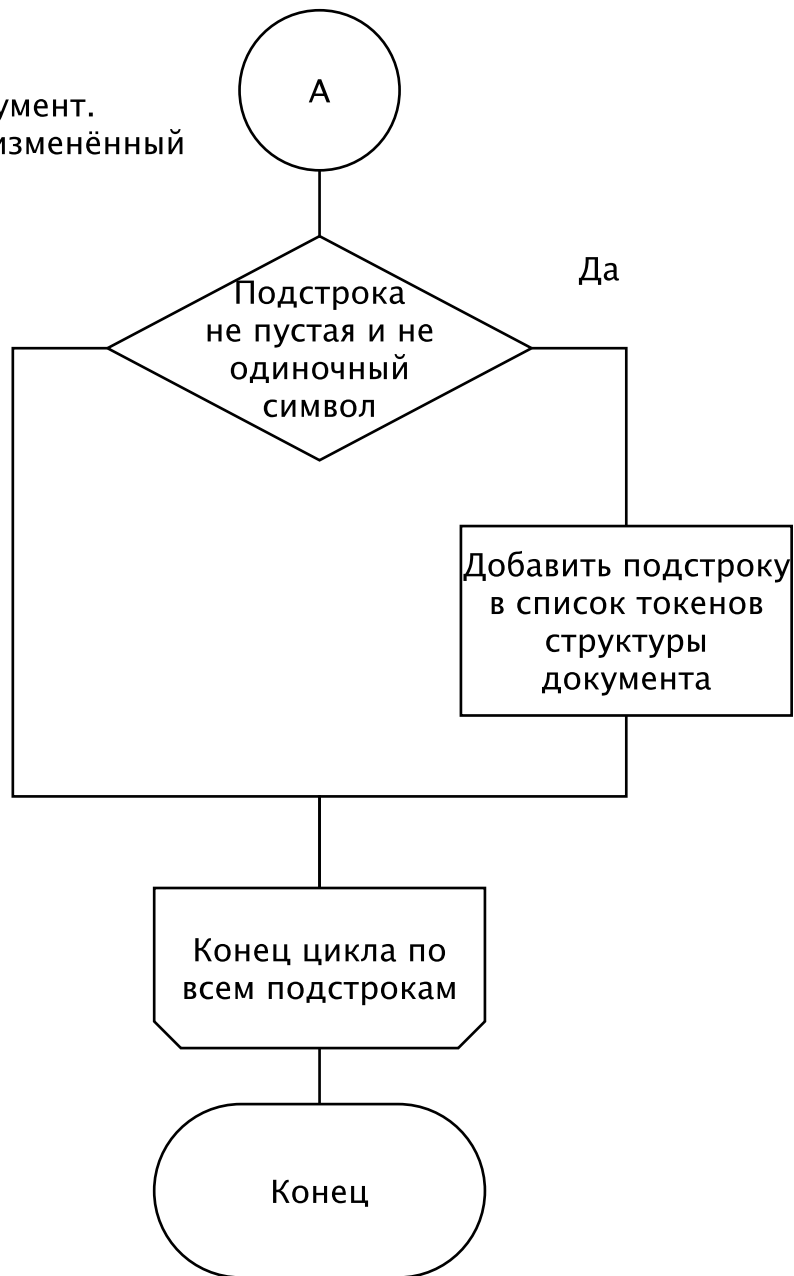 А
умент.
изменённый
Да
Подстрока
не пустая и не
одиночный
символ
Добавить подстроку
в список токенов
структуры
документа
Конец цикла по
всем подстрокам
Конец